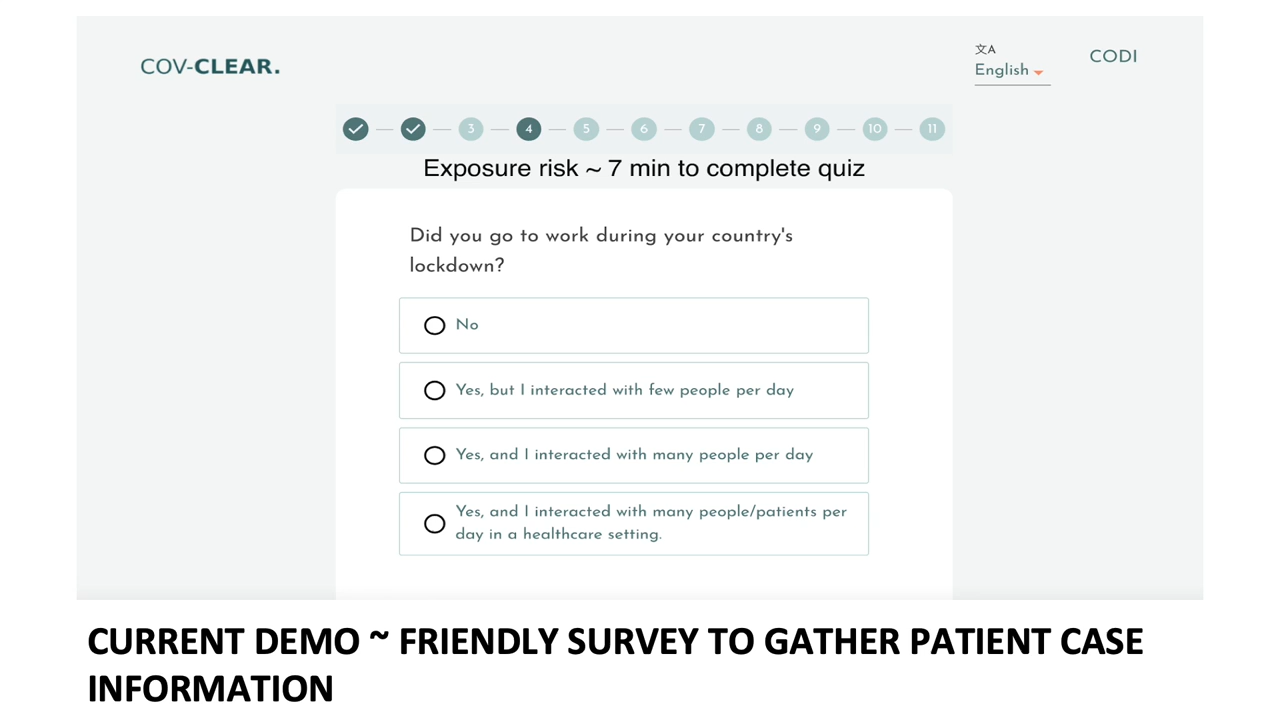 COV-CLEAR.
文A
English
CODI
3 4 5 6 7 8 9 10 11
Exposure risk ~ 7 min to complete quiz
Did you go to work during your country's
lockdown?
No
Yes, but I interacted with few people per day
Yes, and I interacted with many people per day
Yes, and I interacted with many people/patients per
day in a healthcare setting.
CURRENT DEMO ~ FRIENDLY SURVEY TO GATHER PATIENT CASE
INFORMATION